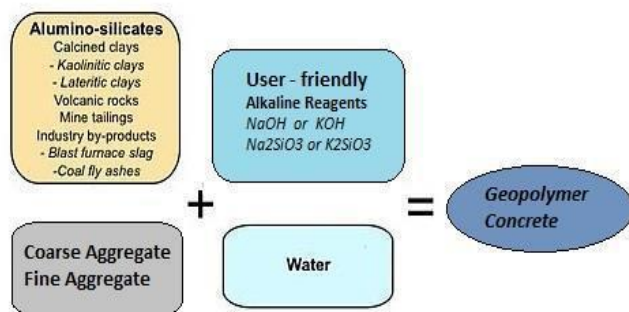 Alumino-silicates
Calcined clays
- Kaolinitic clays
- Lateritic clays
Volcanic rocks
Mine tailings
Industry by-products
- Blast furnace slag
-Coal fly ashes
User - friendly
Alkaline Reagents
NaOH or KOH
Na2SiO3 or K2SiO3
+
=
Geopolymer
Concrete
Coarse Aggregate
Fine Aggregate
Water